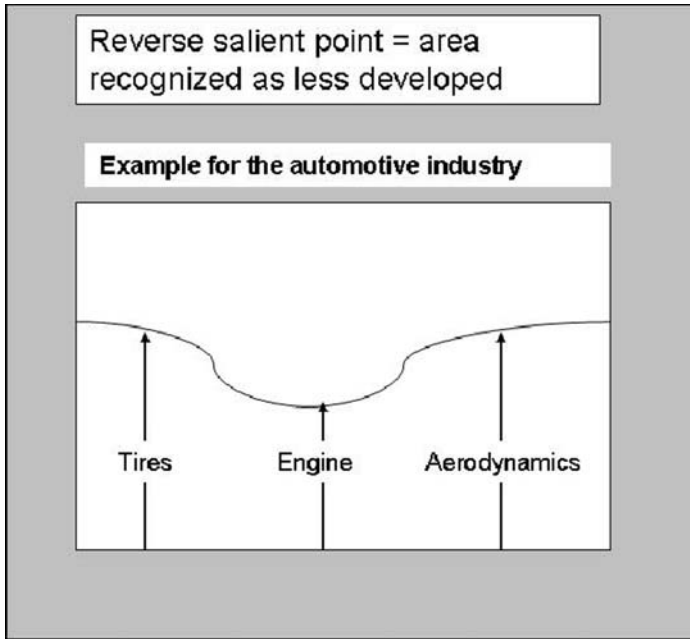 Reverse salient point = area
recognized as less developed
Example for the automotive industry
Tires
Engine
Aerodynamics